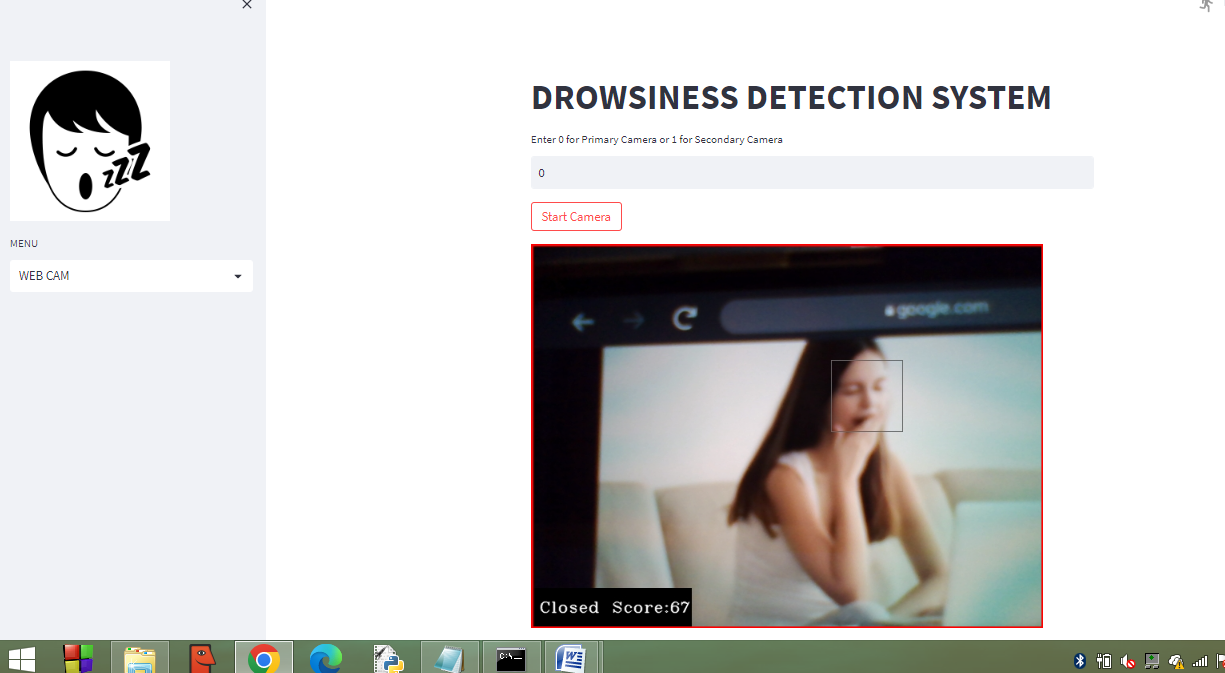 DROWSINESS DETECTION SYSTEM
Enter 0 for Primary Camera or 1 for Secondary Camera
0
Start Camera
zzZ
MENU
WEB CAM
google.com
Closed Score:67
C:\._
W